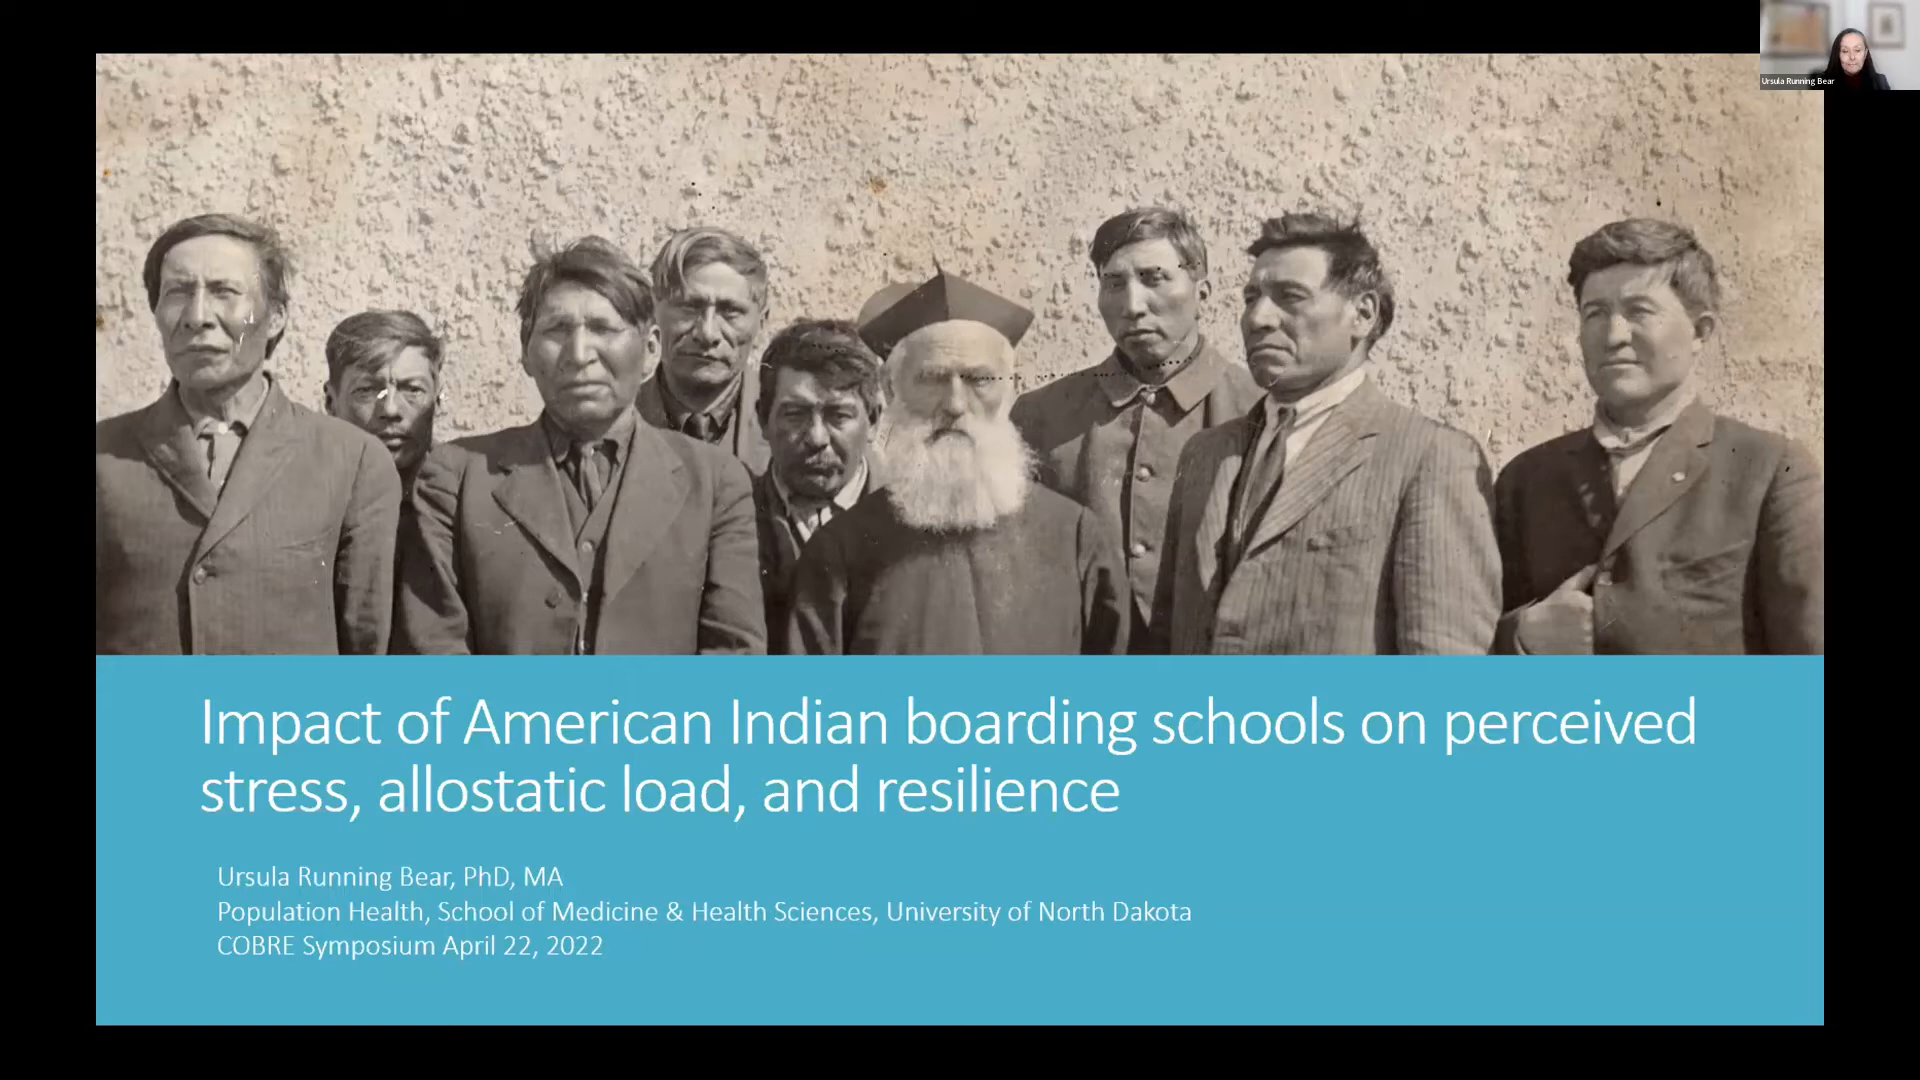 Ursula Running Bear
Impact of American Indian boarding schools on perceived
stress, allostatic load, and resilience
Ursula Running Bear, PhD, MA
Population Health, School of Medicine & Health Sciences, University of North Dakota
COBRE Symposium April 22, 2022